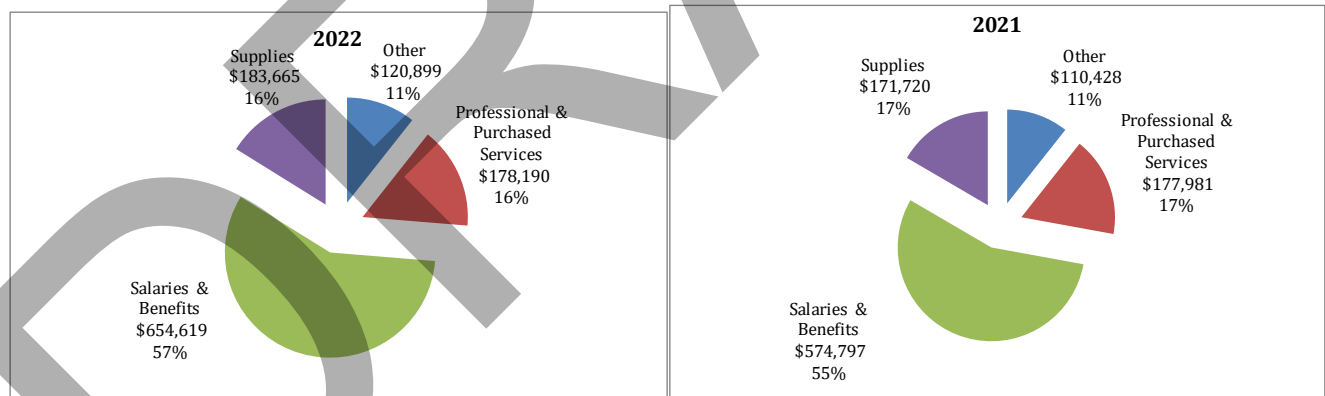 2022
Other
$120,899
11%
Supplies
$183,665
16%
Professional &
Purchased
Services
$178,190
16%
Salaries &
Benefits
$654,619
57%
2021
Other
$110,428
11%
Supplies
$171,720
17%
Professional &
Purchased
Services
$177,981
17%
Salaries &
Benefits
$574,797
55%